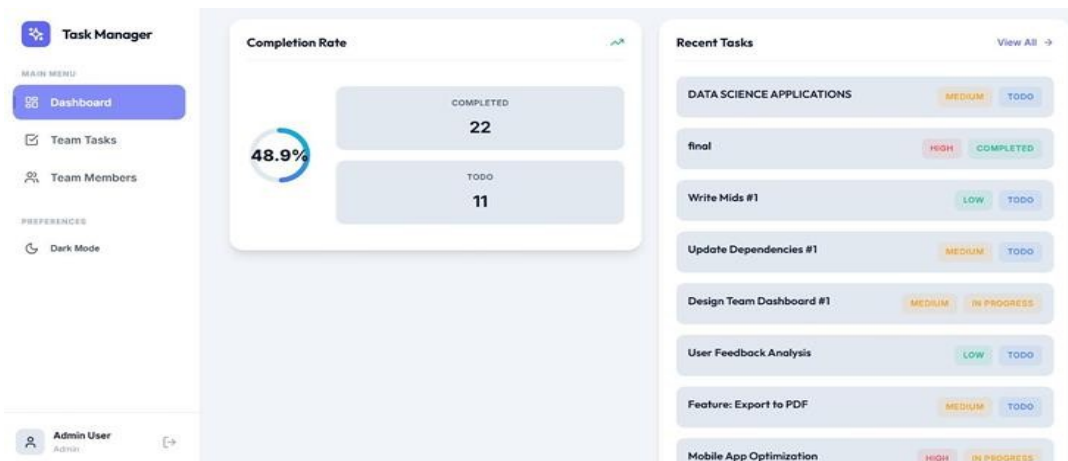 Task Manager
MAIN MENU
Dashboard
Team Tasks
Team Members
PREFERENCES
Dark Mode
Admin User
Admin
Completion Rate
48.9%
COMPLETED
22
TODO
11
Recent Tasks
View All →
DATA SCIENCE APPLICATIONS MEDIUM TODO
final HIGH COMPLETED
Write Mids #1 LOW TODO
Update Dependencies #1 MEDIUM TODO
Design Team Dashboard #1 MEDIUM IN PROGRESS
User Feedback Analysis LOW TODO
Feature: Export to PDF MEDIUM TODO
Mobile App Optimization HIGH IN PROGRESS